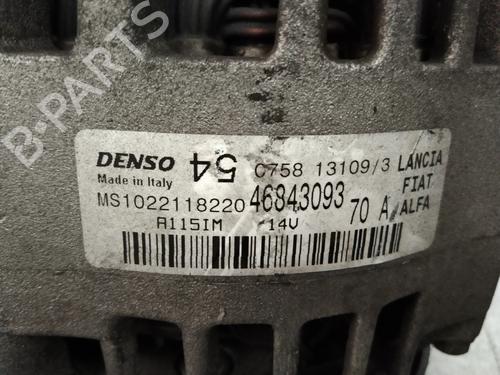 B-PARTS
DENSO 54 C758 13109/3 LANCIA
Made in Italy FIAT
MS1022118220 46843093 70 A ALFA
A115IM 14V